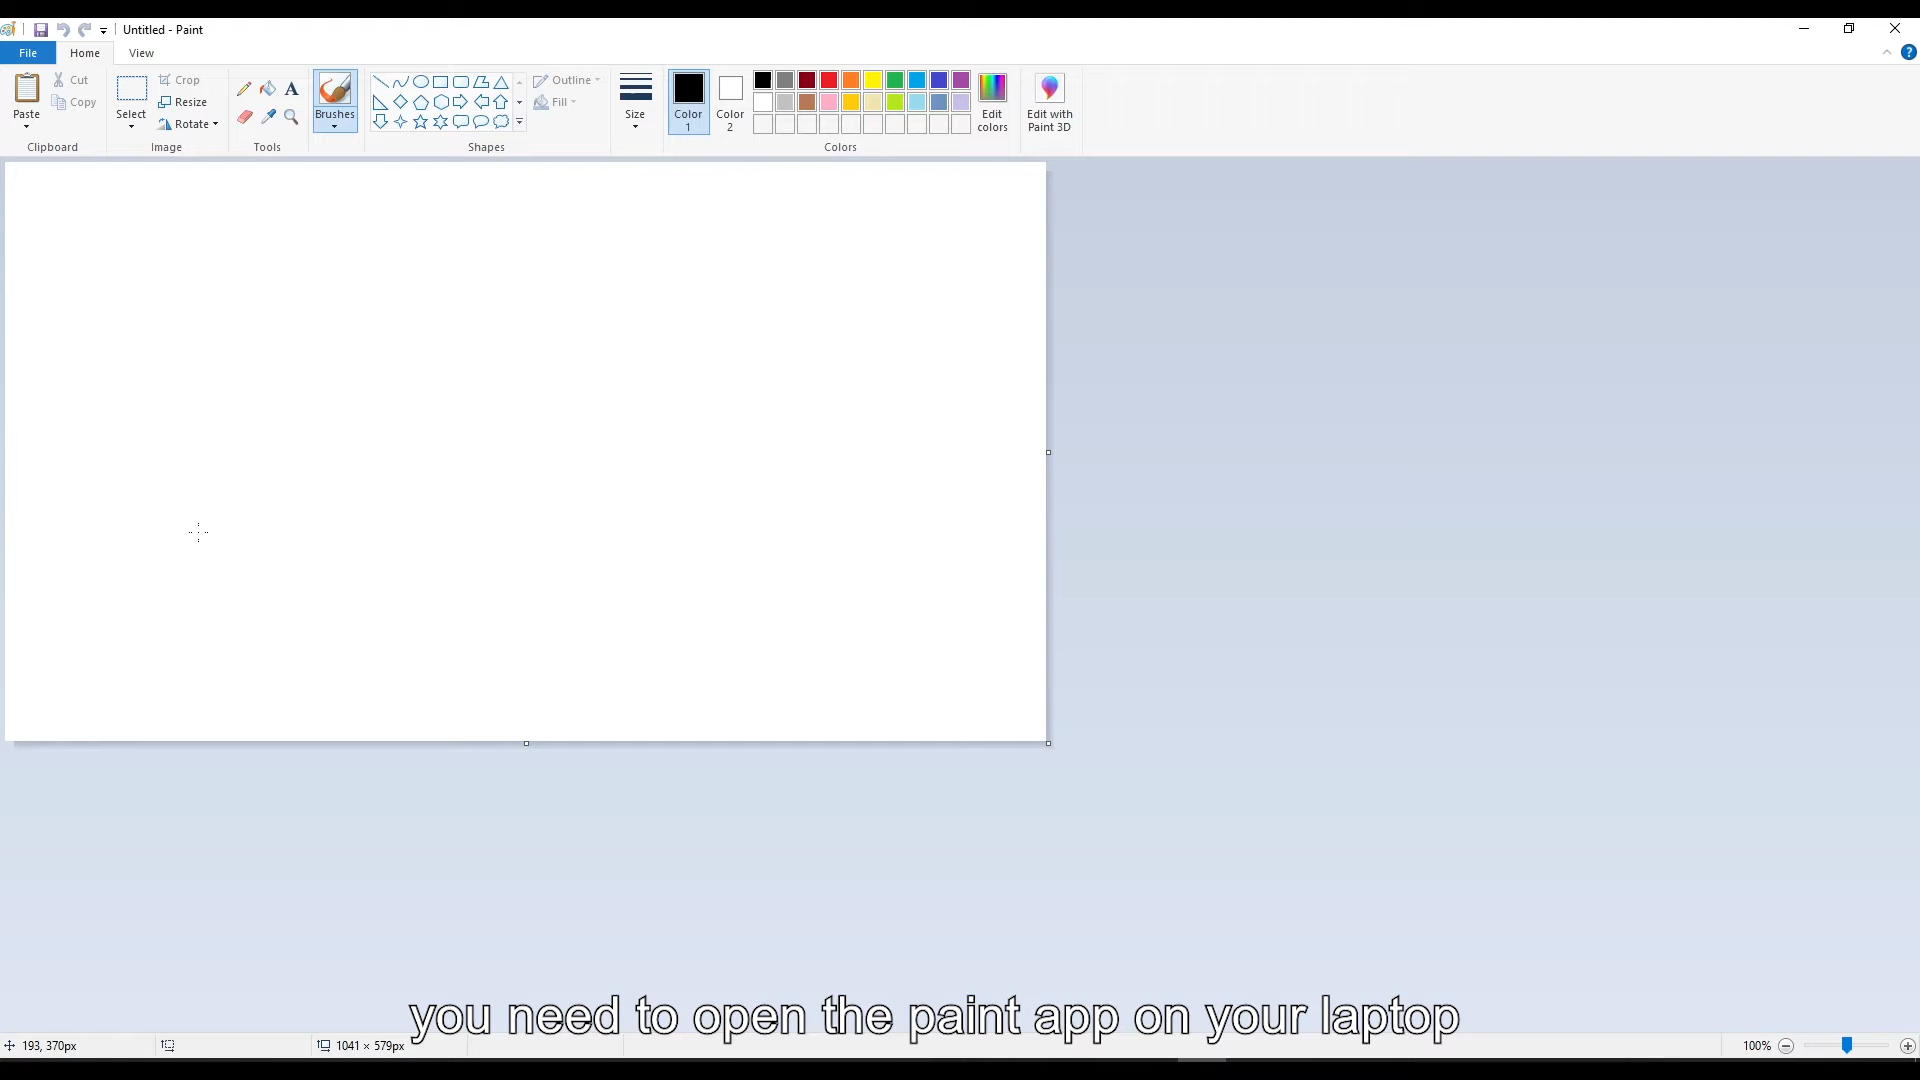 Untitled - Paint
File Home View
Paste
Cut
Copy
Clipboard
Select
Crop
Resize
Rotate
Image
A
Tools
Brushes
Shapes
Outline
Fill
Size
Color 1
Color 2
Edit colors
Colors
Edit with Paint 3D
?
you need to open the paint app on your laptop
193, 370px
1041 × 579px
100%